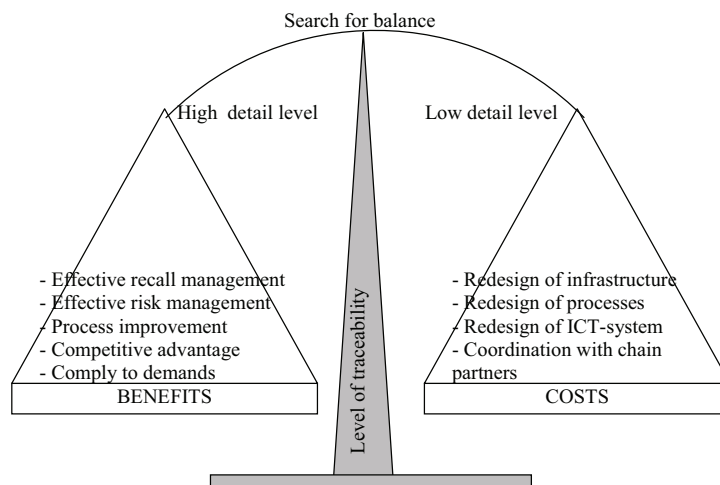 Search for balance
High detail level
Low detail level
- Effective recall management
- Effective risk management
- Process improvement
- Competitive advantage
- Comply to demands
BENEFITS
Level of traceability
- Redesign of infrastructure
- Redesign of processes
- Redesign of ICT-system
- Coordination with chain
partners
COSTS